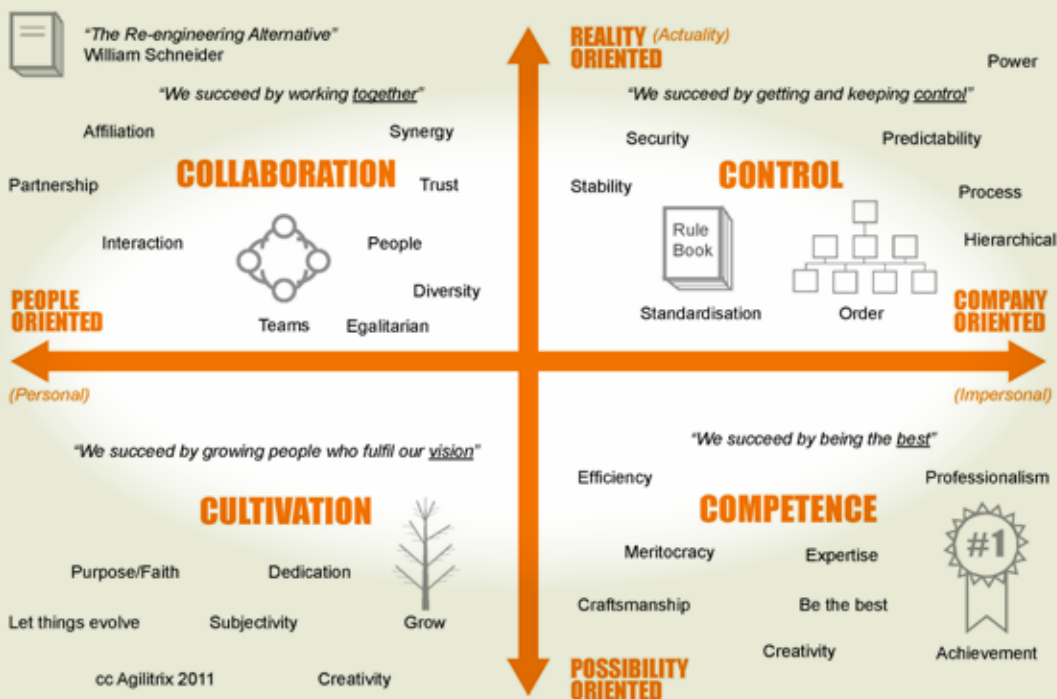 “The Re-engineering Alternative”
William Schneider
REALITY (Actuality)
ORIENTED
Power
“We succeed by working together”
Affiliation
Synergy
COLLABORATION
Partnership
Trust
Interaction
People
Diversity
Teams
Egalitarian
“We succeed by getting and keeping control”
Security
Predictability
CONTROL
Stability
Process
Rule
Book
Hierarchical
Standardisation
Order
PEOPLE
ORIENTED
(Personal)
COMPANY
ORIENTED
(Impersonal)
“We succeed by growing people who fulfil our vision”
CULTIVATION
Purpose/Faith
Dedication
Let things evolve
Subjectivity
Grow
cc Agilitrix 2011
Creativity
“We succeed by being the best”
Efficiency
Professionalism
COMPETENCE
#1
Meritocracy
Expertise
Craftsmanship
Be the best
Creativity
Achievement
POSSIBILITY
ORIENTED